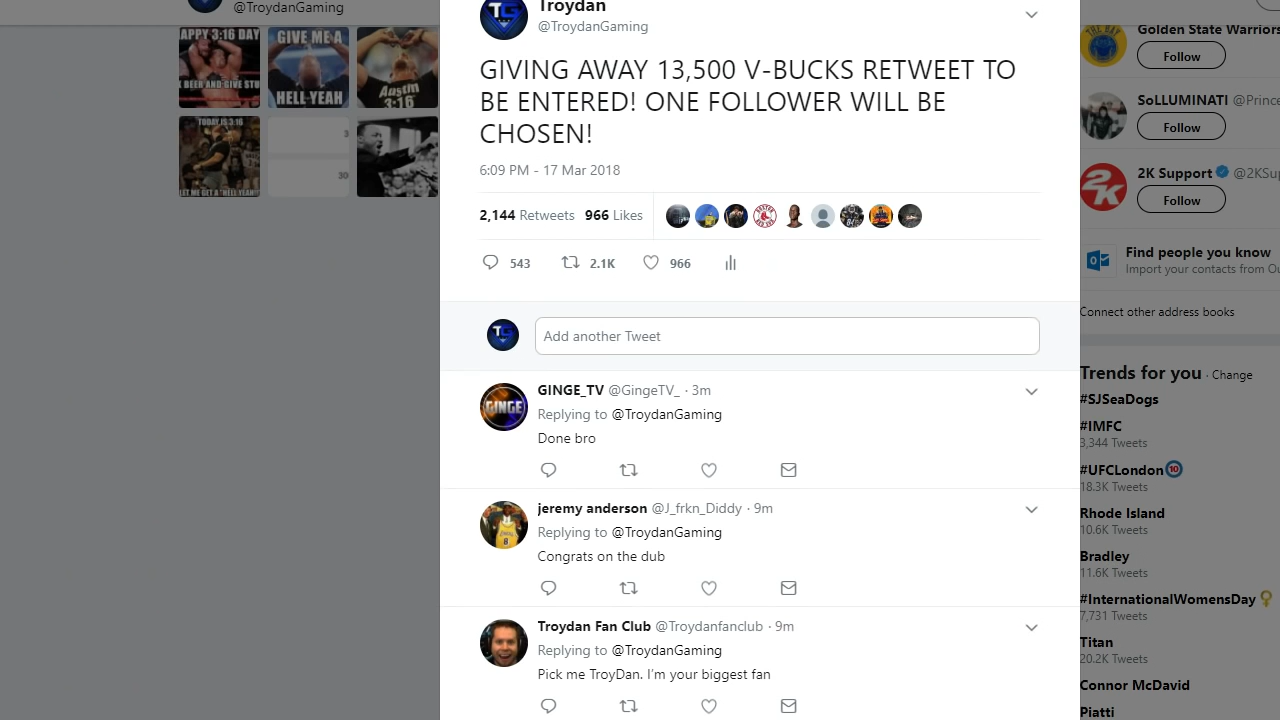 @TroydanGaming
HAPPY 3:16 DAY
GIVE ME A
HELL YEAH
Austin
3:16
TODAY IS 3:16
LET ME GET A "HELL YEAH"
Troydan
@TroydanGaming
GIVING AWAY 13,500 V-BUCKS RETWEET TO
BE ENTERED! ONE FOLLOWER WILL BE
CHOSEN!
6:09 PM - 17 Mar 2018
2,144 Retweets 966 Likes
543 2.1K 966
Add another Tweet
GINGE_TV @GingeTV_ · 3m
Replying to @TroydanGaming
Done bro
jeremy anderson @J_frkn_Diddy · 9m
Replying to @TroydanGaming
Congrats on the dub
Troydan Fan Club @Troydanfanclub · 9m
Replying to @TroydanGaming
Pick me TroyDan. I'm your biggest fan
Golden State Warriors
Follow
SoLLUMINATI @Prince
Follow
2K Support @2KSup
Follow
Find people you know
Import your contacts from Ou
Connect other address books
Trends for you · Change
#SJSeaDogs
#IMFC
3,344 Tweets
#UFCLondon
18.3K Tweets
Rhode Island
10.6K Tweets
Bradley
11.6K Tweets
#InternationalWomensDay
7,731 Tweets
Titan
20.2K Tweets
Connor McDavid
Piatti